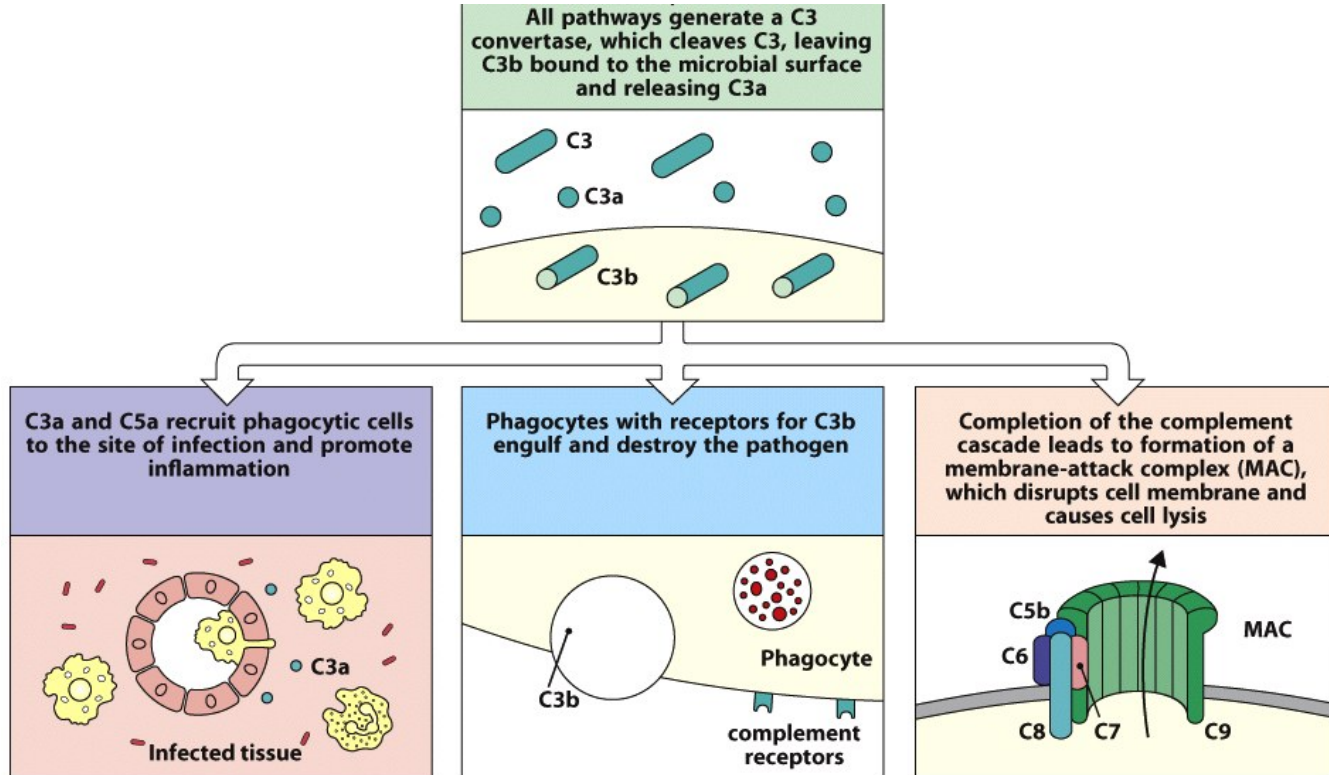 All pathways generate a C3
convertase, which cleaves C3, leaving
C3b bound to the microbial surface
and releasing C3a
C3
C3a
C3b
C3a and C5a recruit phagocytic cells
to the site of infection and promote
inflammation
C3a
Infected tissue
Phagocytes with receptors for C3b
engulf and destroy the pathogen
C3b
Phagocyte
complement
receptors
Completion of the complement
cascade leads to formation of a
membrane-attack complex (MAC),
which disrupts cell membrane and
causes cell lysis
C5b
MAC
C6
C8
C7
C9